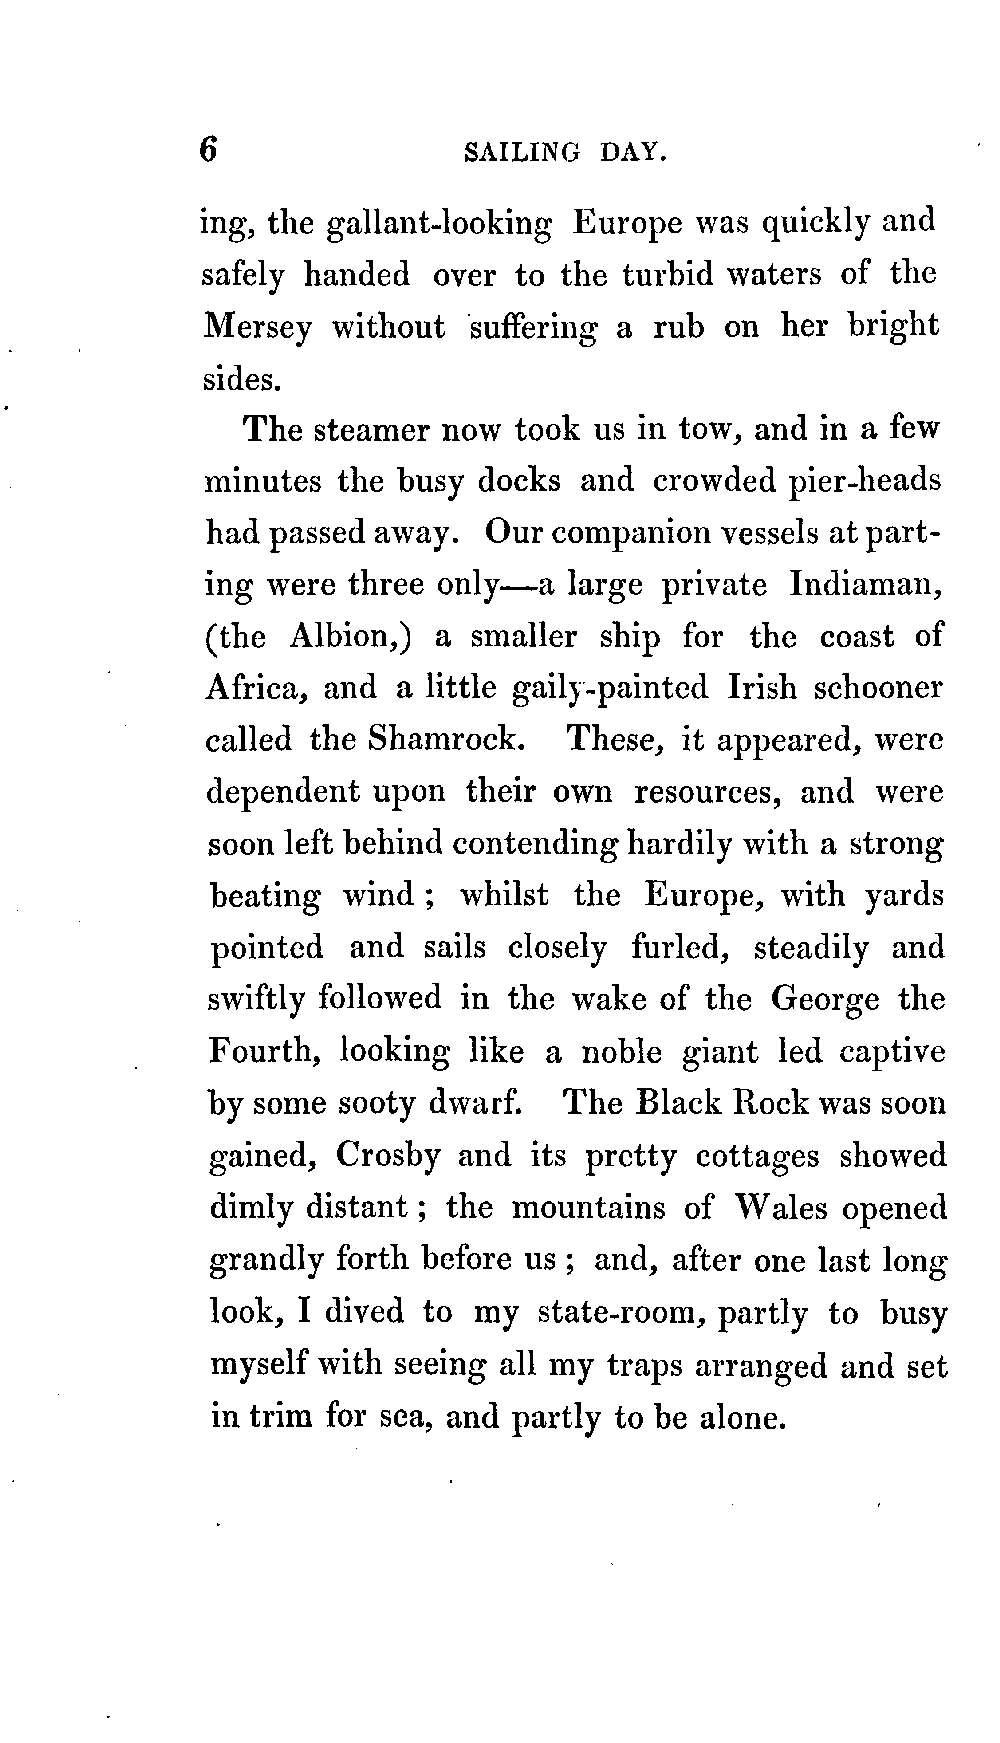 6 SAILING DAY.
ing, the gallant-looking Europe was quickly and
safely handed over to the turbid waters of the
Mersey without suffering a rub on her bright
sides.
The steamer now took us in tow, and in a few
minutes the busy docks and crowded pier-heads
had passed away. Our companion vessels at part-
ing were three only—a large private Indiaman,
(the Albion,) a smaller ship for the coast of
Africa, and a little gaily-painted Irish schooner
called the Shamrock. These, it appeared, were
dependent upon their own resources, and were
soon left behind contending hardily with a strong
beating wind ; whilst the Europe, with yards
pointed and sails closely furled, steadily and
swiftly followed in the wake of the George the
Fourth, looking like a noble giant led captive
by some sooty dwarf. The Black Rock was soon
gained, Crosby and its pretty cottages showed
dimly distant ; the mountains of Wales opened
grandly forth before us ; and, after one last long
look, I dived to my state-room, partly to busy
myself with seeing all my traps arranged and set
in trim for sea, and partly to be alone.